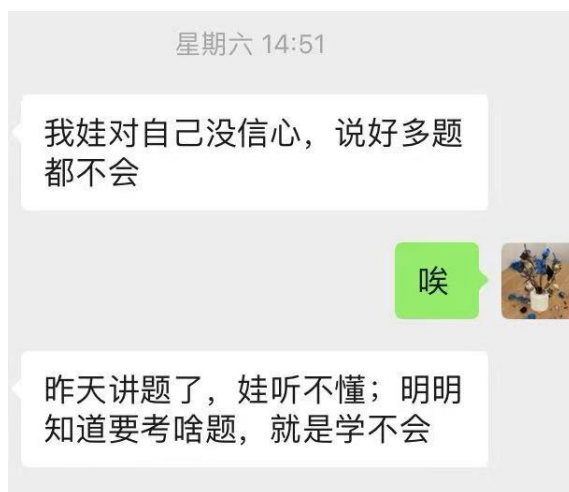 星期六 14:51
我娃对自己没信心，说好多题
都不会
唉
昨天讲题了，娃听不懂；明明
知道要考啥题，就是学不会